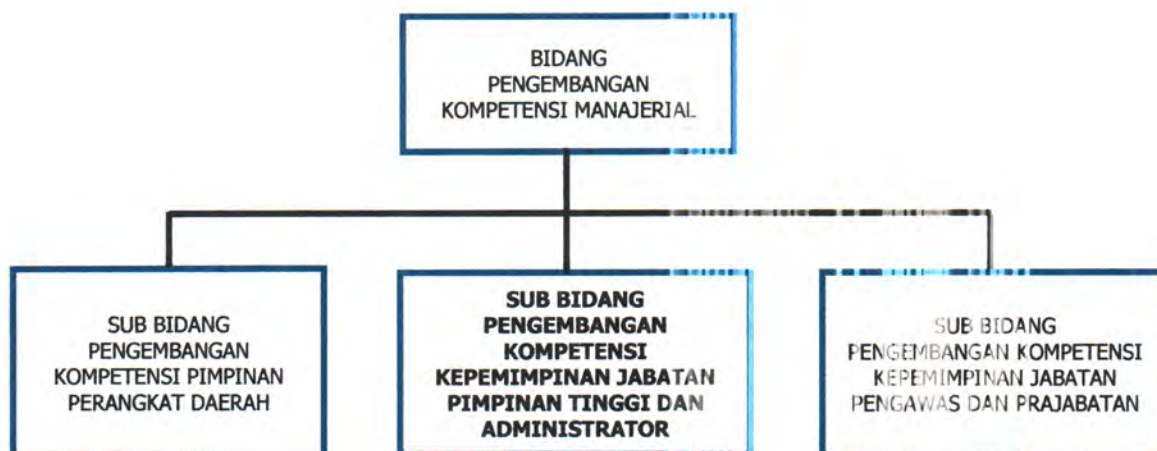 BIDANG
PENGEMBANGAN
KOMPETENSI MANAJERIAL
SUB BIDANG
PENGEMBANGAN
KOMPETENSI PIMPINAN
PERANGKAT DAERAH
SUB BIDANG
PENGEMBANGAN
KOMPETENSI
KEPEMIMPINAN JABATAN
PIMPINAN TINGGI DAN
ADMINISTRATOR
SUB BIDANG
PENGEMBANGAN KOMPETENSI
KEPEMIMPINAN JABATAN
PENGAWAS DAN PRAJABATAN